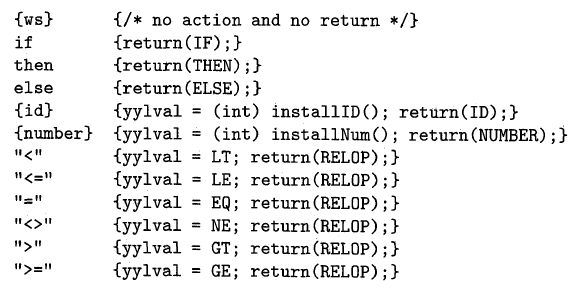 {ws} {/* no action and no return */}
if {return(IF);}
then {return(THEN);}
else {return(ELSE);}
{id} {yylval = (int) installID(); return(ID);}
{number} {yylval = (int) installNum(); return(NUMBER);}
"<" {yylval = LT; return(RELOP);}
"<=" {yylval = LE; return(RELOP);}
"=" {yylval = EQ; return(RELOP);}
"<>" {yylval = NE; return(RELOP);}
">" {yylval = GT; return(RELOP);}
">=" {yylval = GE; return(RELOP);}